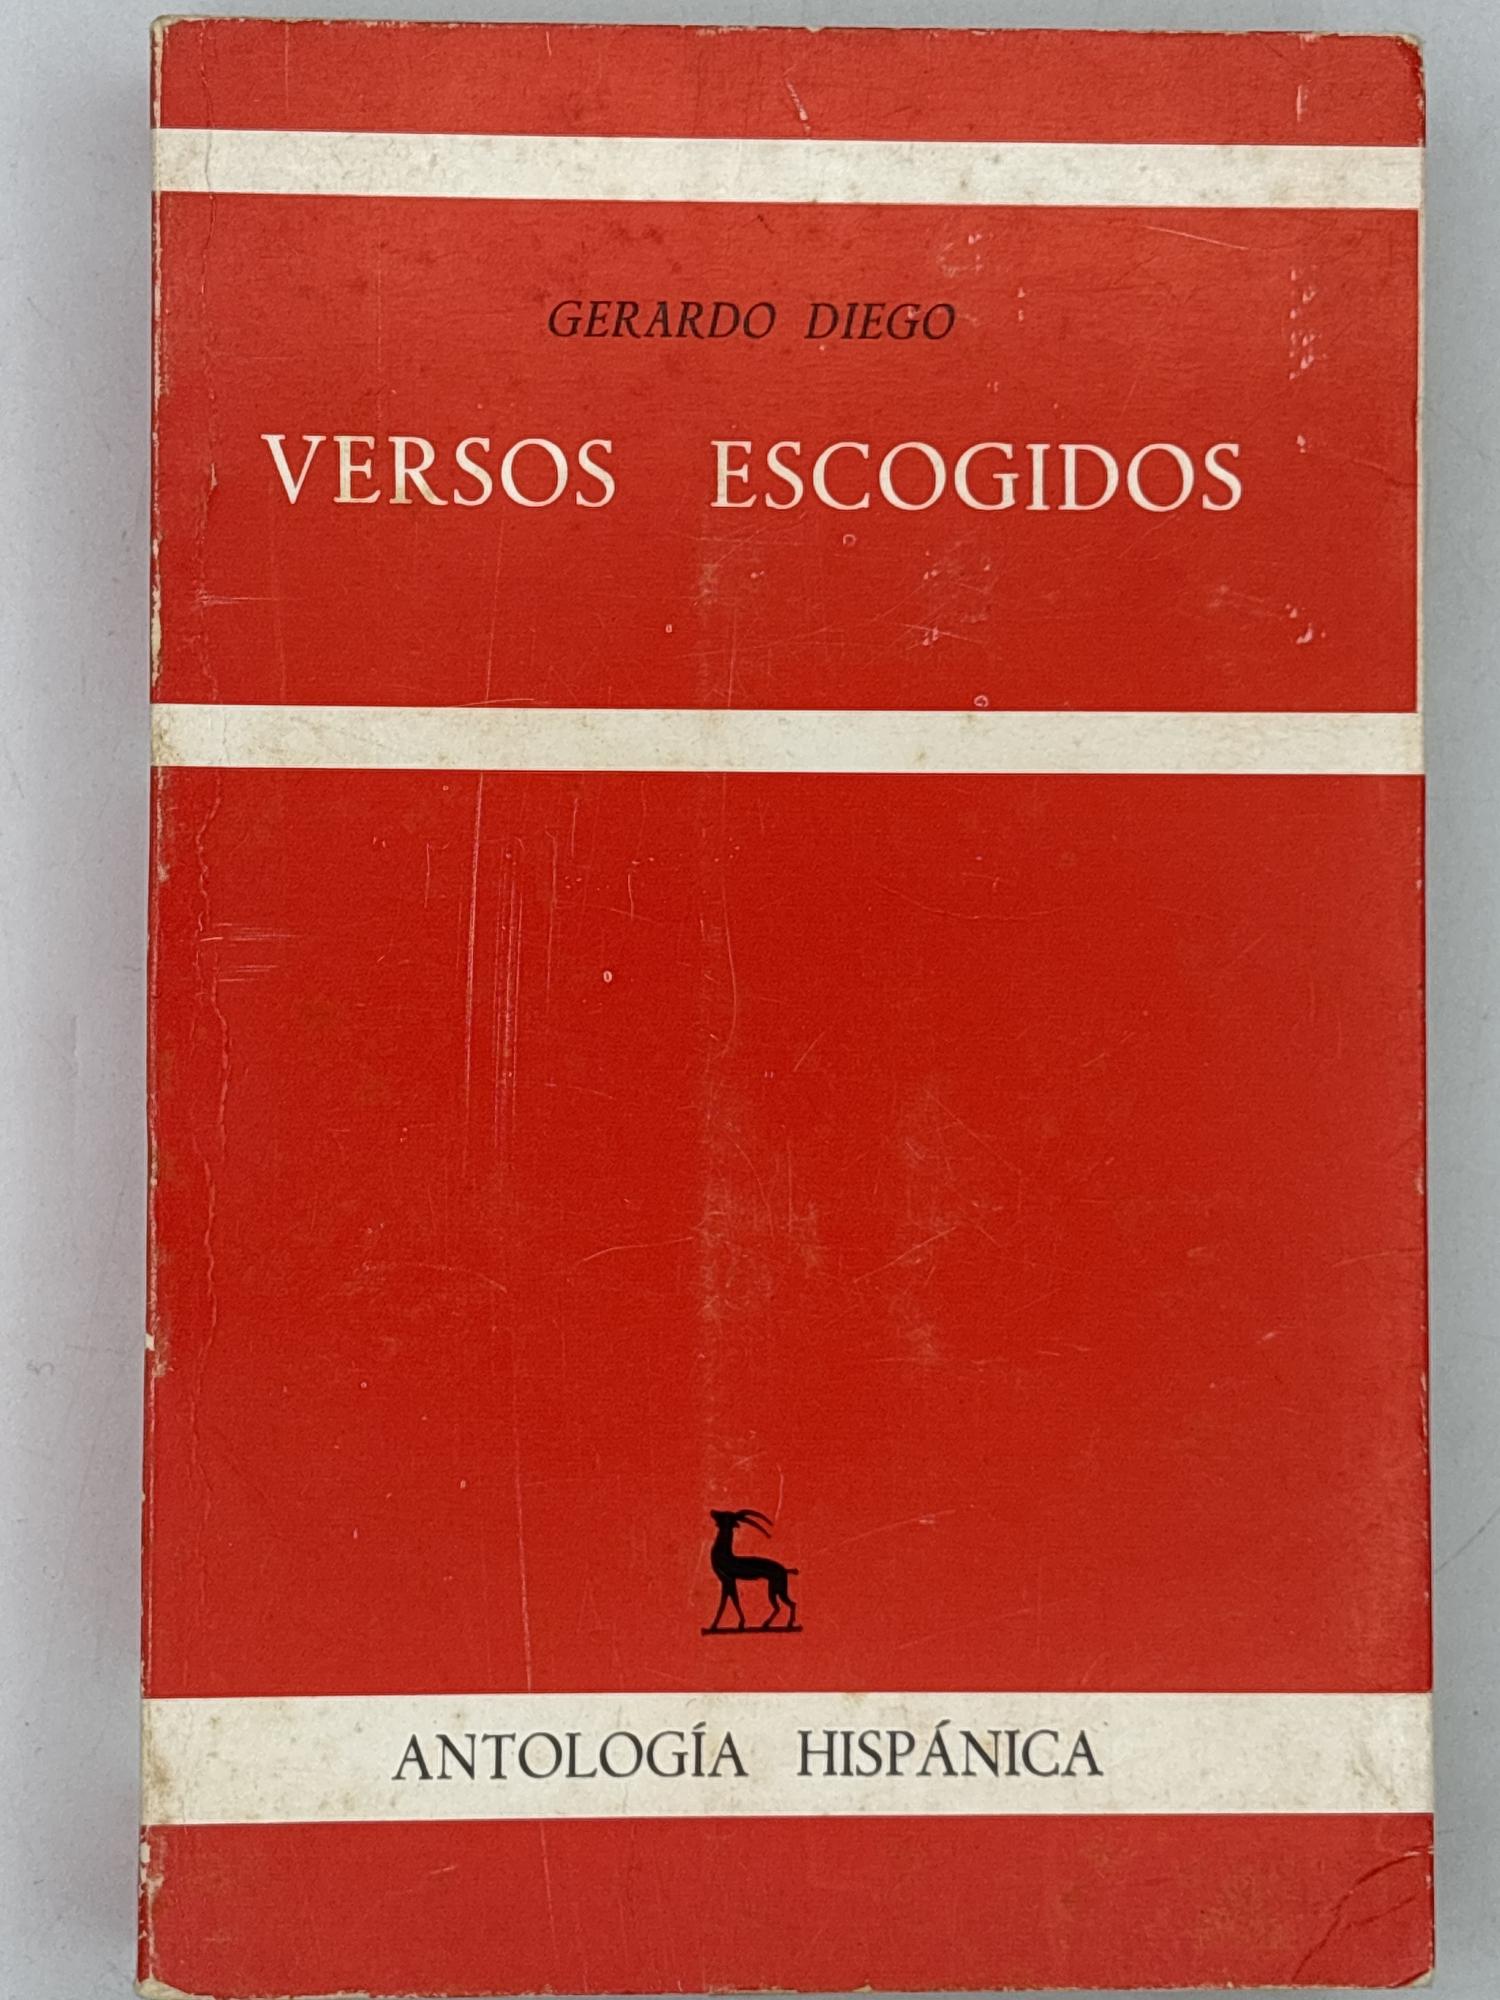 GERARDO DIEGO
VERSOS ESCOGIDOS
ANTOLOGÍA HISPÁNICA